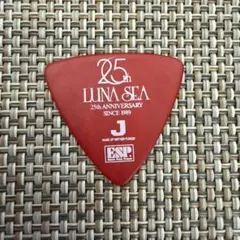 25th
LUNA SEA
25th ANNIVERSARY
SINCE 1989
J
ESP